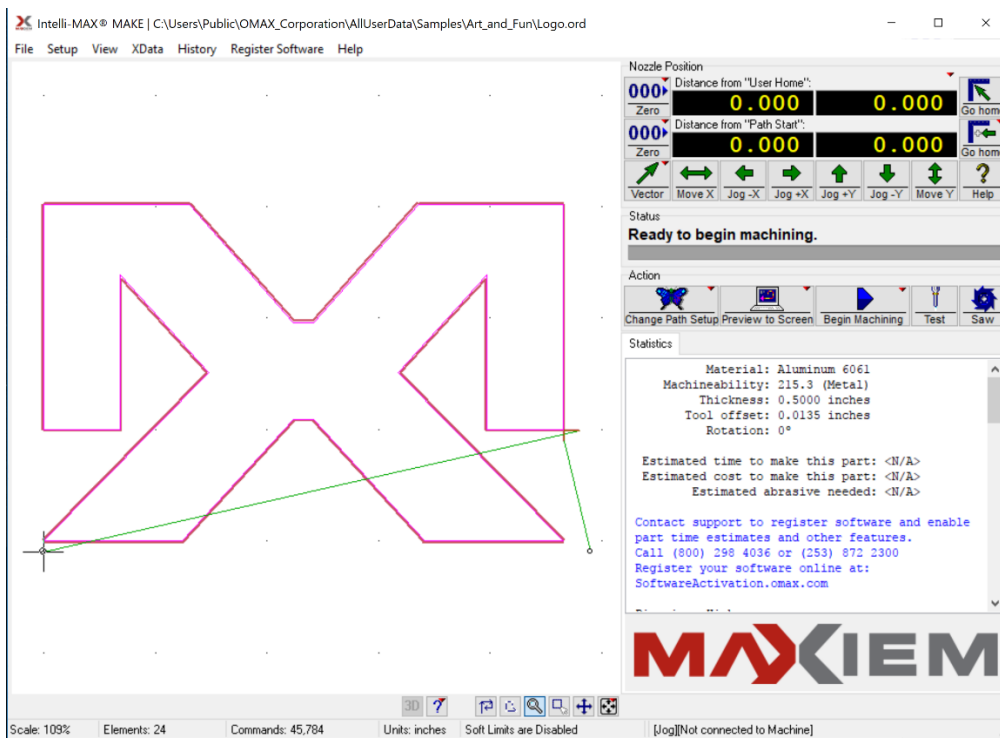 Intelli-MAX® MAKE | C:\Users\Public\OMAX_Corporation\AllUserData\Samples\Art_and_Fun\Logo.ord
File Setup View XData History Register Software Help
Nozzle Position
Distance from "User Home":
000
Zero
0.000 0.000
Go home
Distance from "Path Start":
000
Zero
0.000 0.000
Go home
Vector Move X Jog -X Jog +X Jog +Y Jog -Y Move Y Help
Status
Ready to begin machining.
Action
Change Path Setup Preview to Screen Begin Machining Test Saw
Statistics
Material: Aluminum 6061
Machineability: 215.3 (Metal)
Thickness: 0.5000 inches
Tool offset: 0.0135 inches
Rotation: 0°
Estimated time to make this part: <N/A>
Estimated cost to make this part: <N/A>
Estimated abrasive needed: <N/A>
Contact support to register software and enable
part time estimates and other features.
Call (800) 298 4036 or (253) 872 2300
Register your software online at:
SoftwareActivation.omax.com
MAXIEM
3D ?
Scale: 109% Elements: 24 Commands: 45,784 Units: inches Soft Limits are Disabled [Jog][Not connected to Machine]